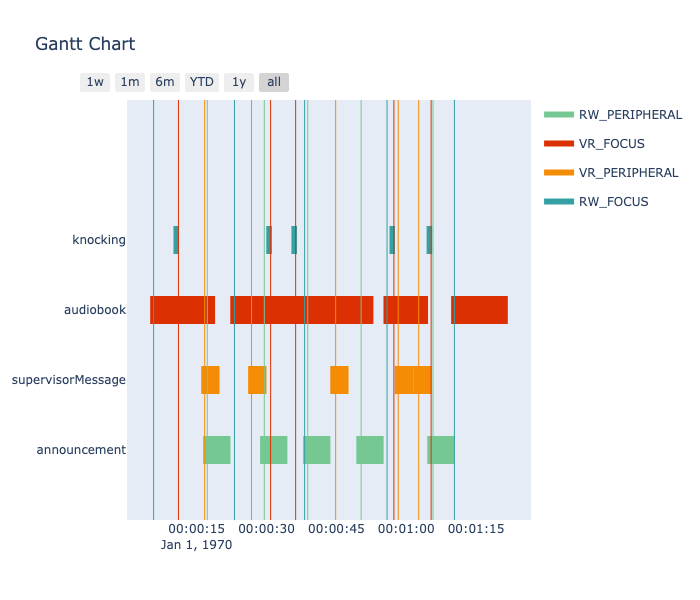 Gantt Chart
1w 1m 6m YTD 1y all
RW_PERIPHERAL
VR_FOCUS
VR_PERIPHERAL
RW_FOCUS
knocking
audiobook
supervisorMessage
announcement
00:00:15 00:00:30 00:00:45 00:01:00 00:01:15
Jan 1, 1970